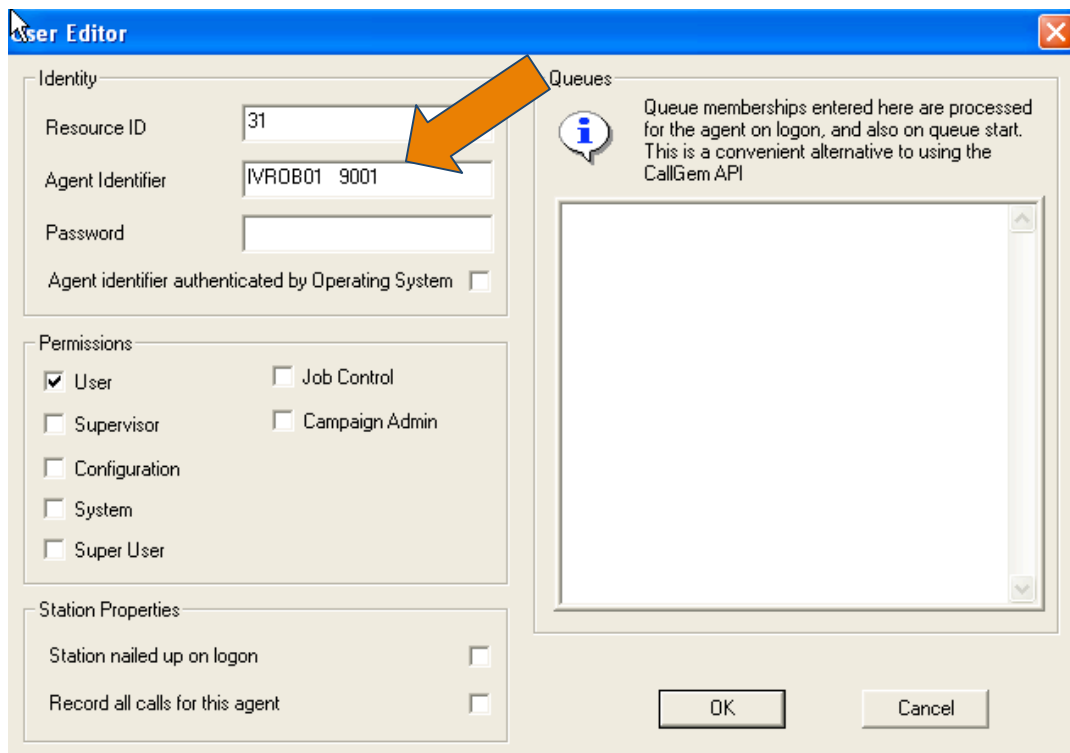 User Editor
Identity
Resource ID
31
Agent Identifier
IVROB01 9001
Password
Agent identifier authenticated by Operating System
Permissions
User
Job Control
Supervisor
Campaign Admin
Configuration
System
Super User
Station Properties
Station nailed up on logon
Record all calls for this agent
Queues
Queue memberships entered here are processed
for the agent on logon, and also on queue start.
This is a convenient alternative to using the
CallGem API
OK
Cancel